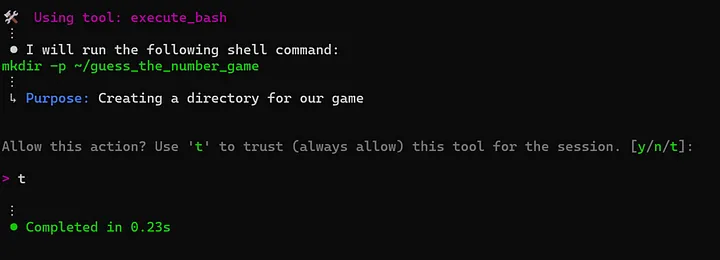 🛠️ Using tool: execute_bash
⋮
● I will run the following shell command:
mkdir -p ~/guess_the_number_game
⋮
↳ Purpose: Creating a directory for our game
Allow this action? Use 't' to trust (always allow) this tool for the session. [y/n/t]:
> t
⋮
● Completed in 0.23s